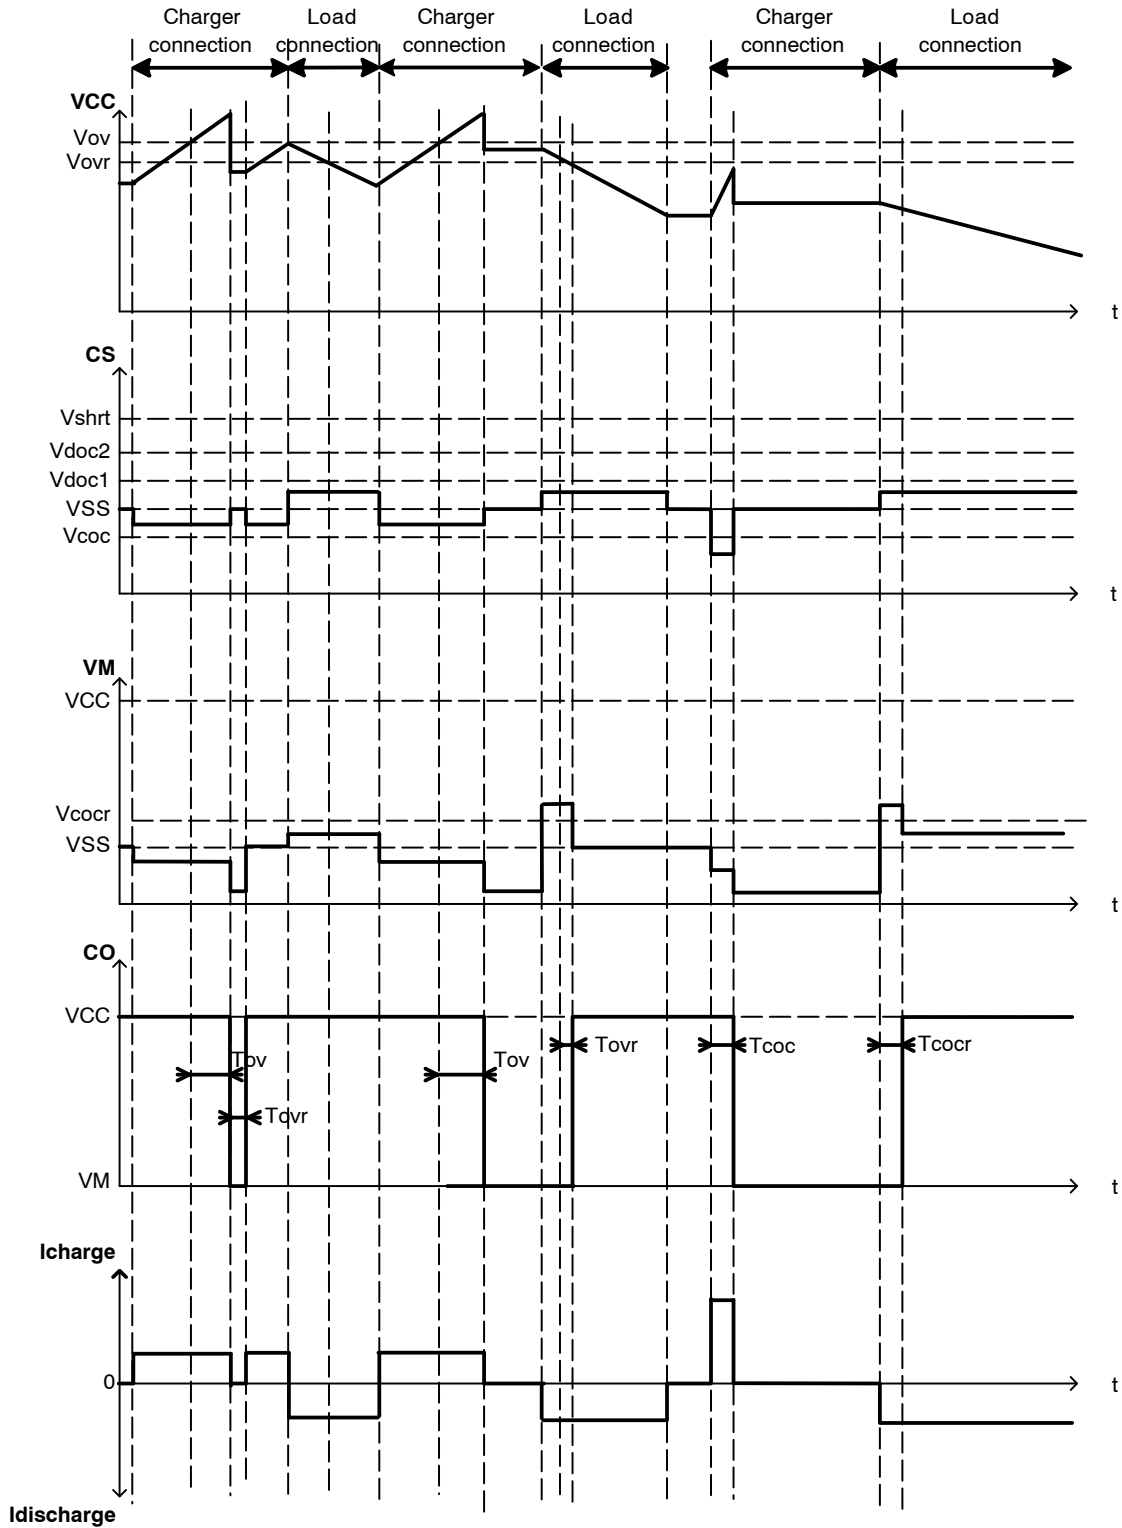 Charger
connection
Load
connection
Charger
connection
Load
connection
Charger
connection
Load
connection
VCC
Vov
Vovr
t
CS
Vshrt
Vdoc2
Vdoc1
VSS
Vcoc
t
VM
VCC
Vcocr
VSS
t
CO
VCC
Tov
Tov
Tovr
Tcoc
Tcocr
Tovr
VM
t
Icharge
0
t
Idischarge